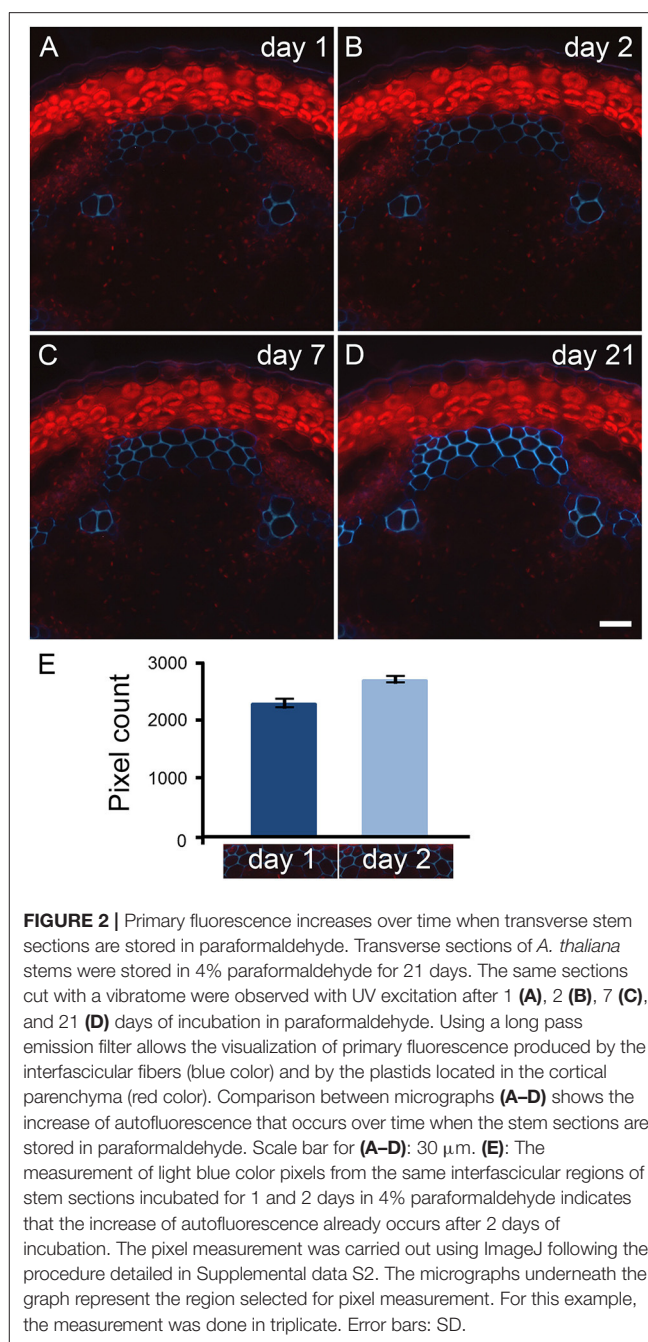 A day 1
B day 2
C day 7
D day 21
E
3000
2000
1000
0
Pixel count
day 1 day 2
FIGURE 2 | Primary fluorescence increases over time when transverse stem
sections are stored in paraformaldehyde. Transverse sections of A. thaliana
stems were stored in 4% paraformaldehyde for 21 days. The same sections
cut with a vibratome were observed with UV excitation after 1 (A), 2 (B), 7 (C),
and 21 (D) days of incubation in paraformaldehyde. Using a long pass
emission filter allows the visualization of primary fluorescence produced by the
interfascicular fibers (blue color) and by the plastids located in the cortical
parenchyma (red color). Comparison between micrographs (A–D) shows the
increase of autofluorescence that occurs over time when the stem sections are
stored in paraformaldehyde. Scale bar for (A–D): 30 μm. (E): The
measurement of light blue color pixels from the same interfascicular regions of
stem sections incubated for 1 and 2 days in 4% paraformaldehyde indicates
that the increase of autofluorescence already occurs after 2 days of
incubation. The pixel measurement was carried out using ImageJ following the
procedure detailed in Supplemental data S2. The micrographs underneath the
graph represent the region selected for pixel measurement. For this example,
the measurement was done in triplicate. Error bars: SD.